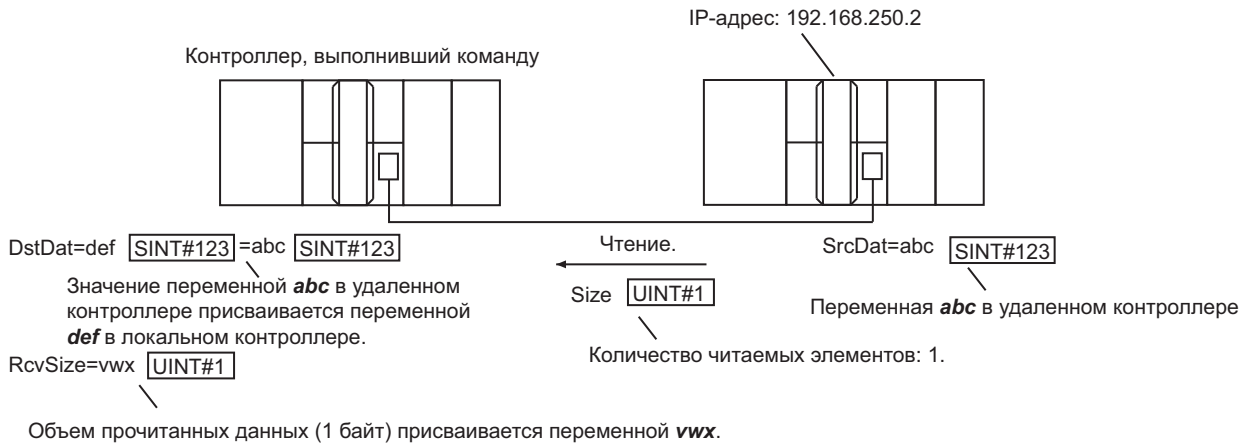 IP-адрес: 192.168.250.2
Контроллер, выполнивший команду
DstDat=def SINT#123 =abc SINT#123
Чтение.
SrcDat=abc SINT#123
Значение переменной abc в удаленном
контроллере присваивается переменной
def в локальном контроллере.
Size UINT#1
Переменная abc в удаленном контроллере
Количество читаемых элементов: 1.
RcvSize=vwx UINT#1
Объем прочитанных данных (1 байт) присваивается переменной vwx.